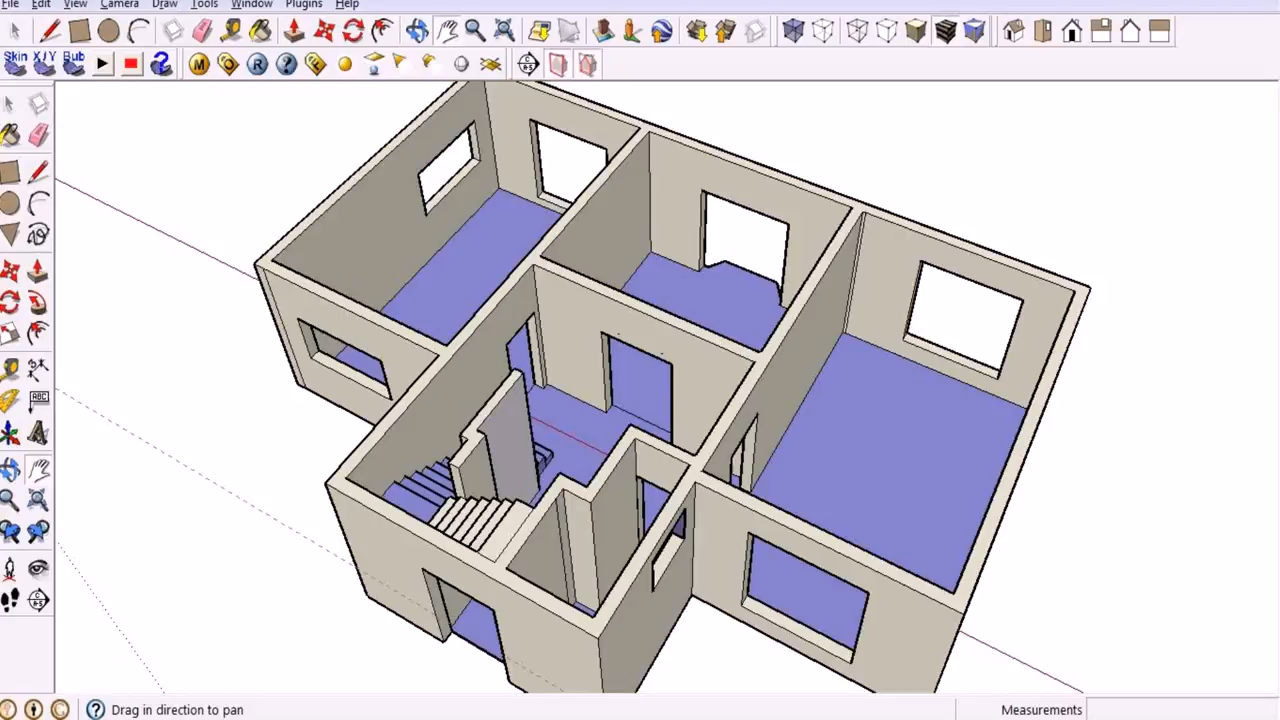 File Edit View Camera Draw Tools Window Plugins Help
Skin X/Y Bub
M O R ?
ABC
Drag in direction to pan Measurements